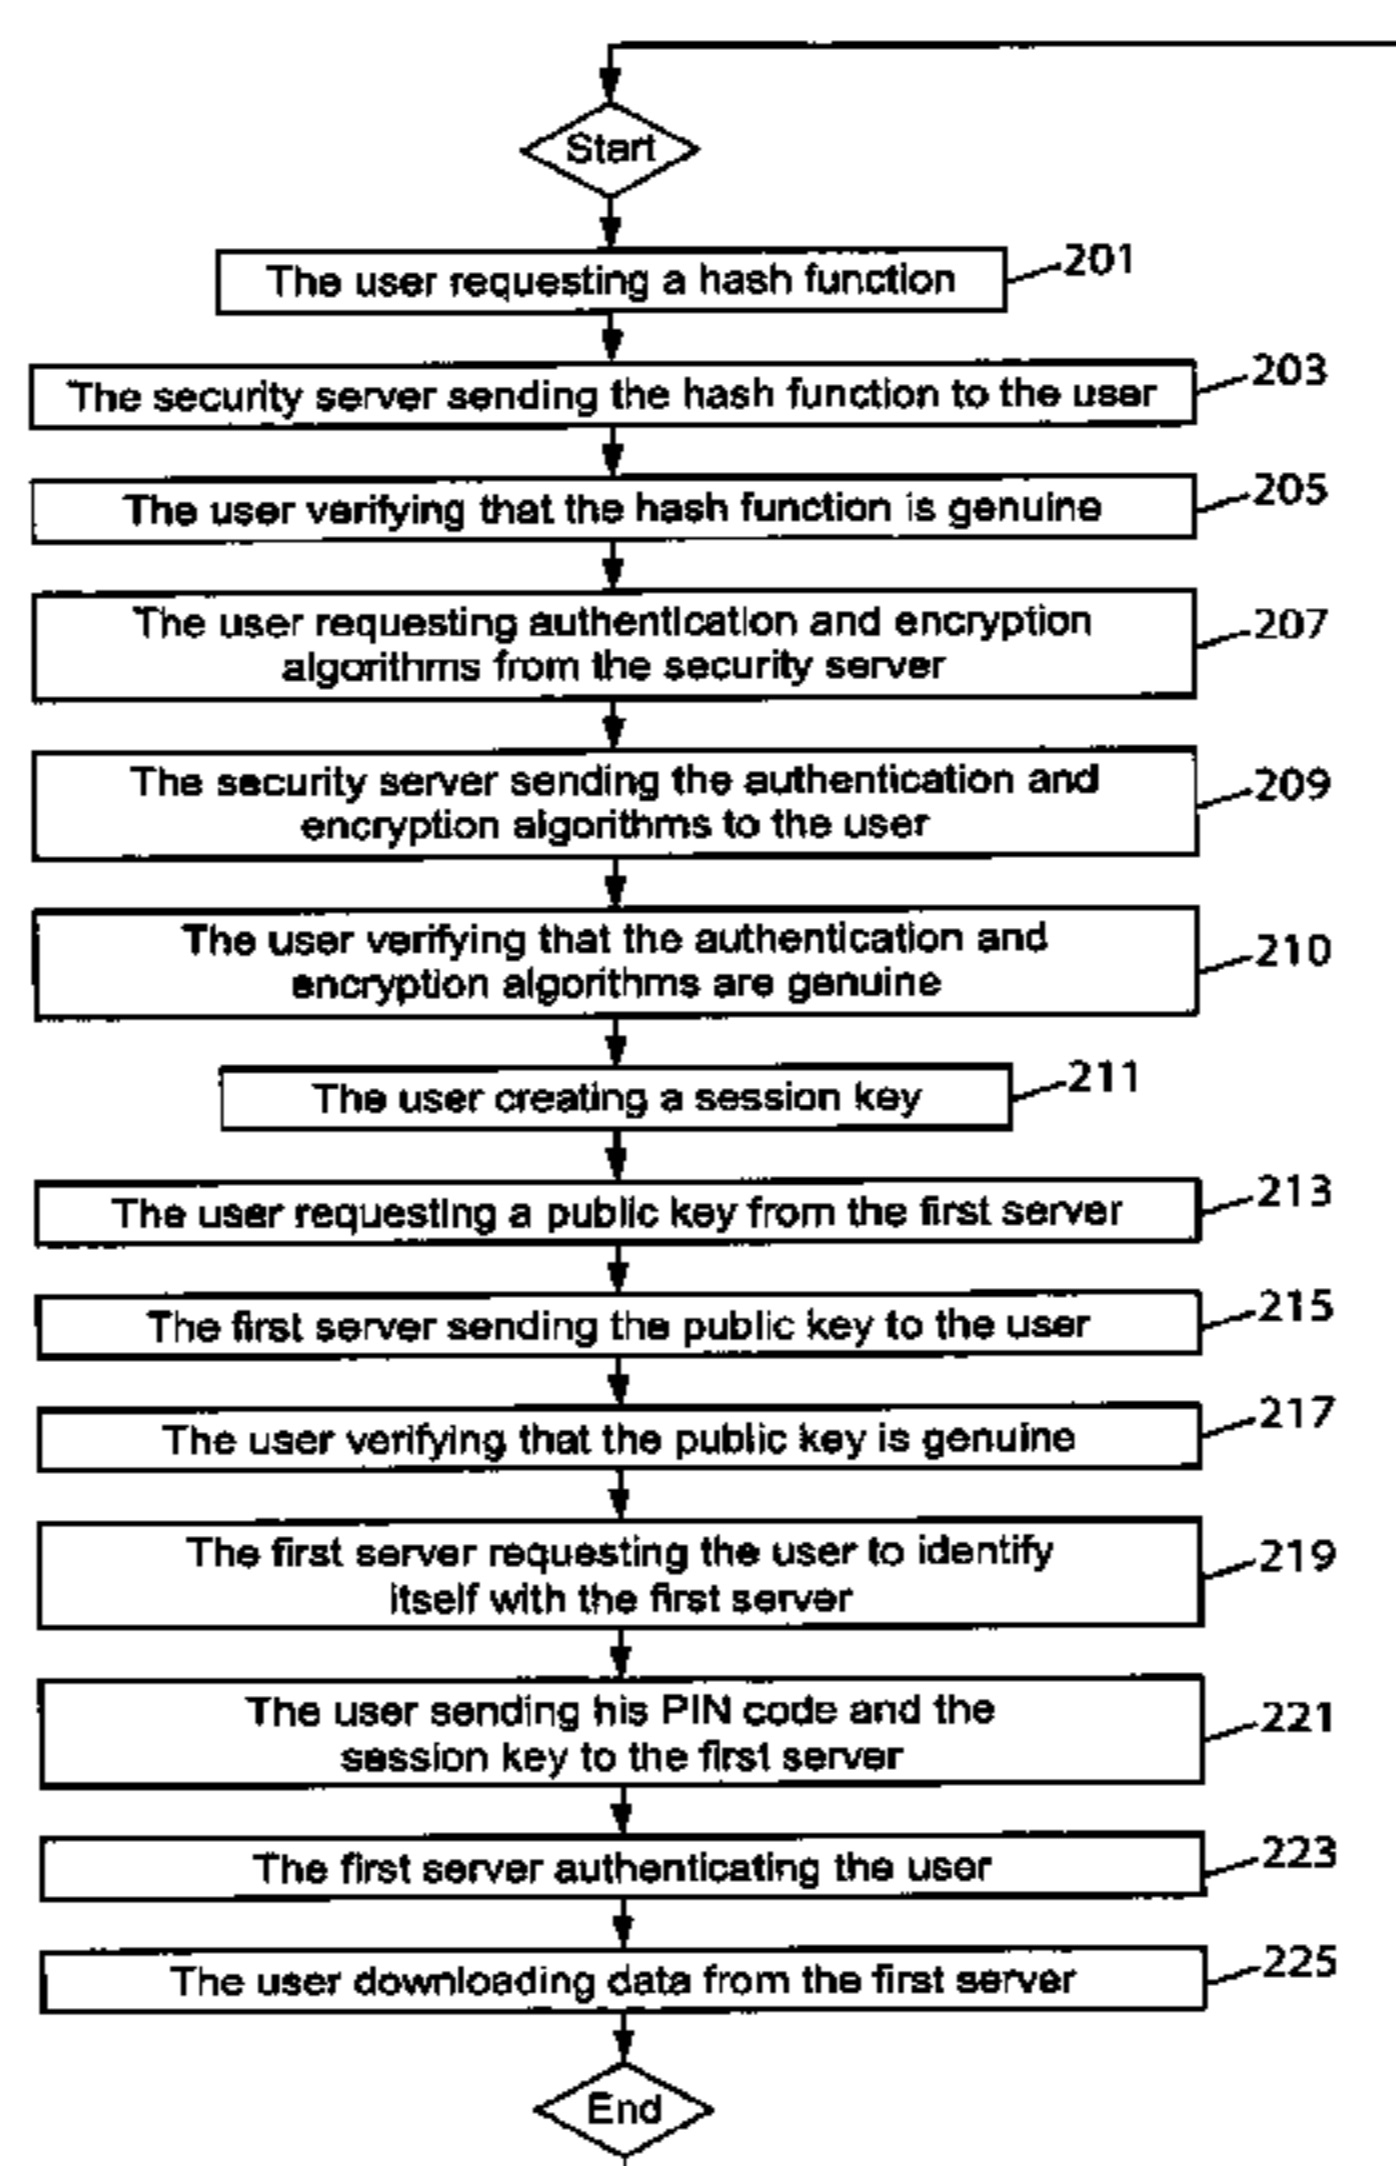 Start
The user requesting a hash function
201
The security server sending the hash function to the user
203
The user verifying that the hash function is genuine
205
The user requesting authentication and encryption
algorithms from the security server
207
The security server sending the authentication and
encryption algorithms to the user
209
The user verifying that the authentication and
encryption algorithms are genuine
210
The user creating a session key
211
The user requesting a public key from the first server
213
The first server sending the public key to the user
215
The user verifying that the public key is genuine
217
The first server requesting the user to identify
itself with the first server
219
The user sending his PIN code and the
session key to the first server
221
The first server authenticating the user
223
The user downloading data from the first server
225
End